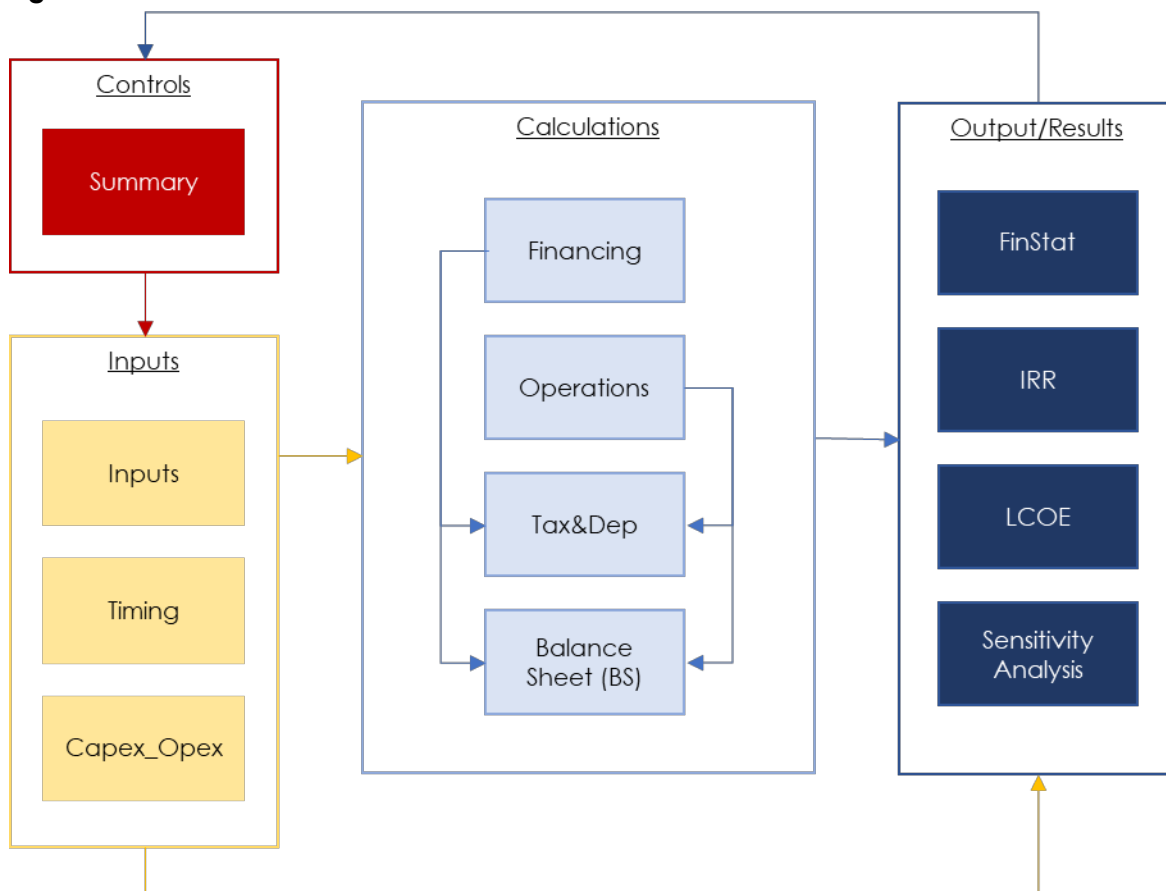 Controls
Summary
Inputs
Inputs
Timing
Capex_Opex
Calculations
Financing
Operations
Tax&Dep
Balance
Sheet (BS)
Output/Results
FinStat
IRR
LCOE
Sensitivity
Analysis